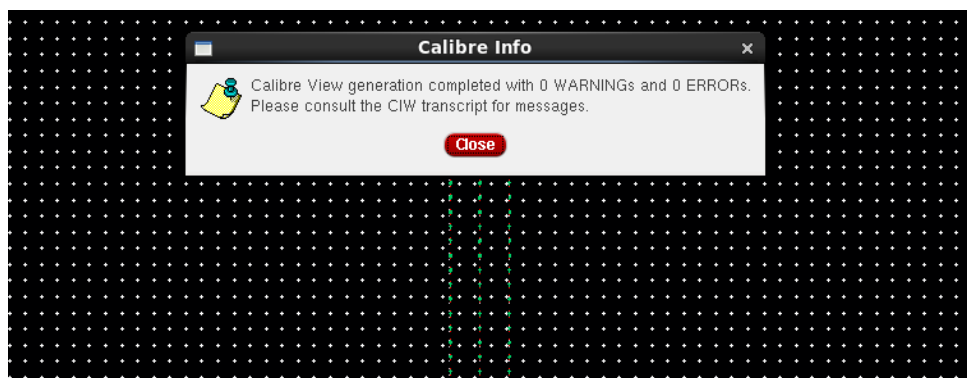 Calibre Info
Calibre View generation completed with 0 WARNINGs and 0 ERRORs.
Please consult the CIW transcript for messages.
Close